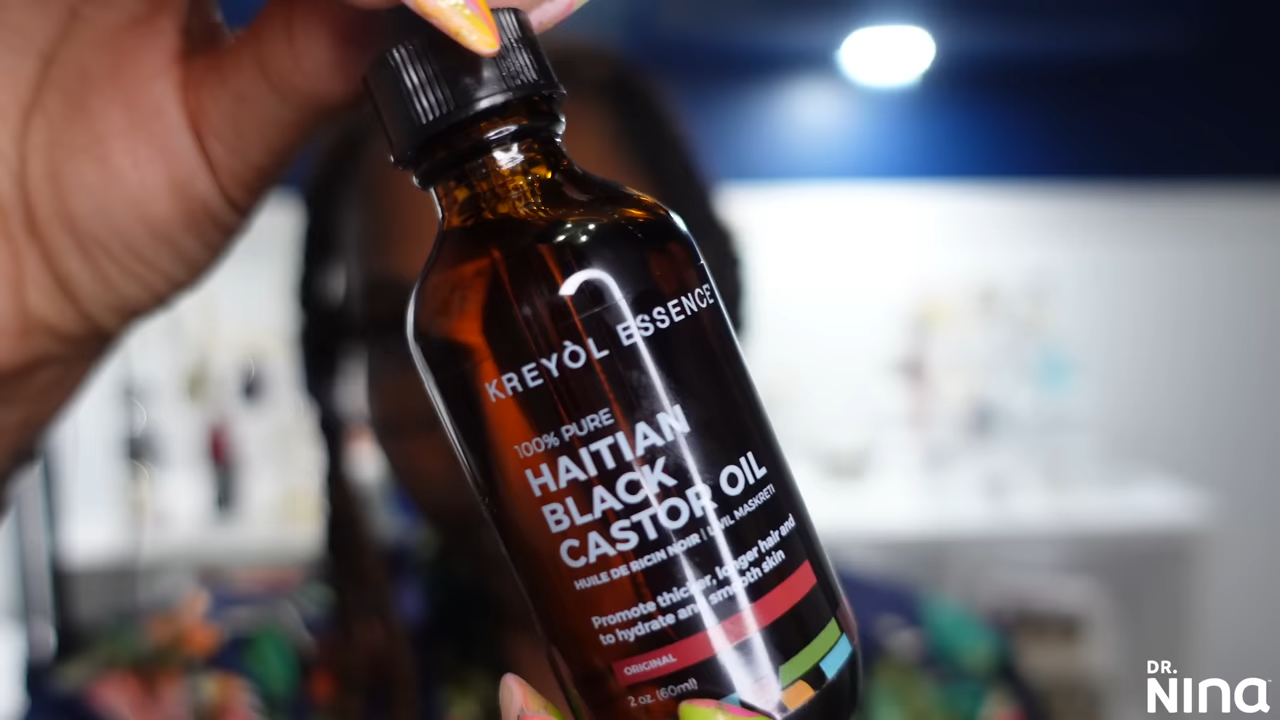 KREYÒL ESSENCE
100% PURE
HAITIAN
BLACK
CASTOR OIL
HUILE DE RICIN NOIR | LWIL MASKRETI
Promote thicker, longer hair and
to hydrate and smooth skin
ORIGINAL
2 oz. (60ml)
DR.
Nina